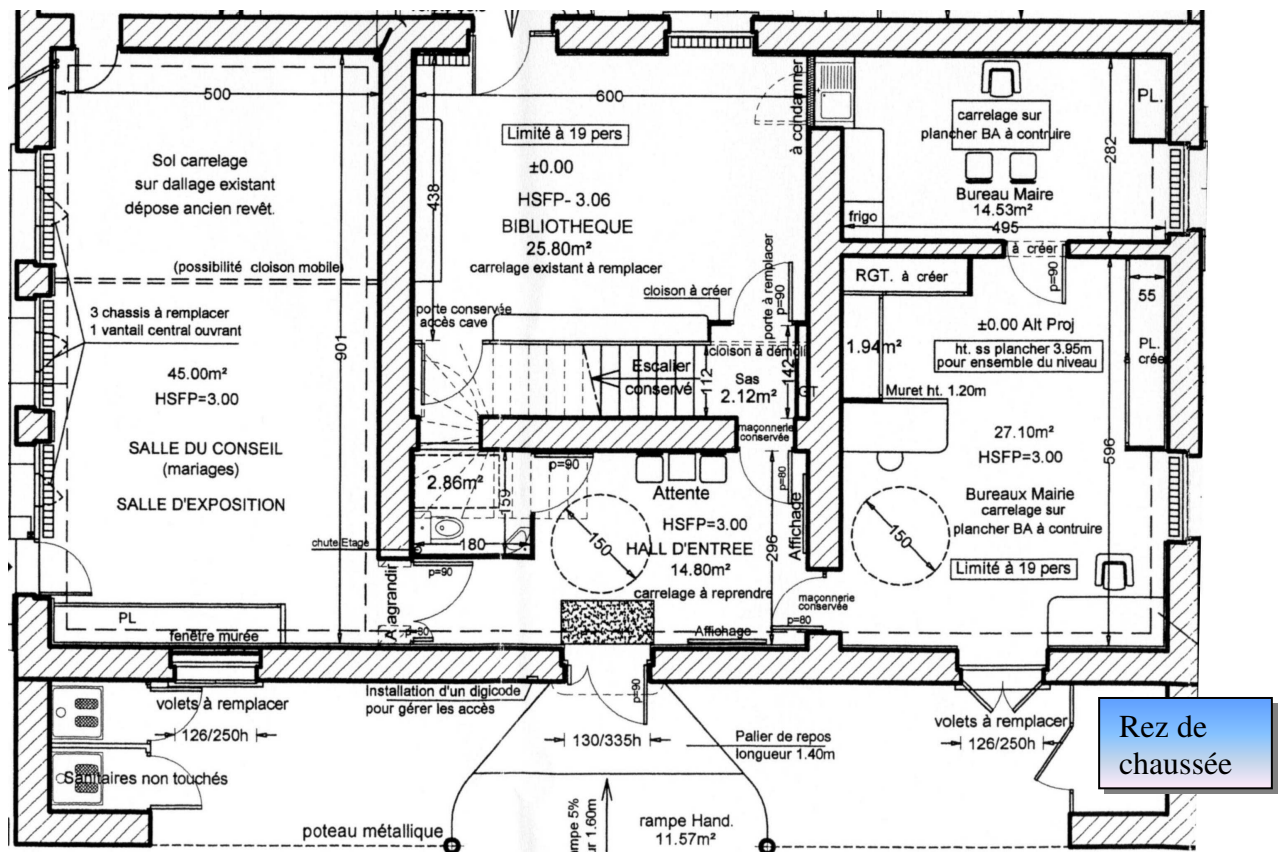 500
Sol carrelage
sur dallage existant
dépose ancien revêt.
(possibilité cloison mobile)
3 chassis à remplacer
1 vantail central ouvrant
901
45.00m²
HSFP=3.00
SALLE DU CONSEIL
(mariages)
SALLE D'EXPOSITION
chute Etage
PL
fenêtre murée
A agrandir
600
Limité à 19 pers
±0.00
HSFP- 3.06
BIBLIOTHEQUE
25.80m²
carrelage existant à remplacer
438
à condamner
cloison à créer
porte conservée
accès cave
porte à remplacer
p=90
cloison à démoli
Escalier
conservé
112
Sas
2.12m²
142
GT
maçonnerie
conservée
p=90
p=80
2.86m²
159
180
Attente
HSFP=3.00
HALL D'ENTREE
14.80m²
carrelage à reprendre
150
296
Affichage
p=90
p=80
Affichage
maçonnerie
conservée
p=80
p=90
PL.
carrelage sur
plancher BA à contruire
282
Bureau Maire
14.53m²
frigo
495
à créer
p=90
RGT. à créer
55
±0.00 Alt Proj
ht. ss plancher 3.95m
pour ensemble du niveau
PL.
à crée
1.94m²
Muret ht. 1.20m
27.10m²
HSFP=3.00
596
Bureaux Mairie
carrelage sur
plancher BA à contruire
150
Limité à 19 pers
Installation d'un digicode
pour gérer les accès
volets à remplacer
126/250h
Sanitaires non touchés
130/335h
Palier de repos
longueur 1.40m
volets à remplacer
126/250h
Rez de
chaussée
poteau métallique
mpe 5%
ur 1.60m
rampe Hand.
11.57m²